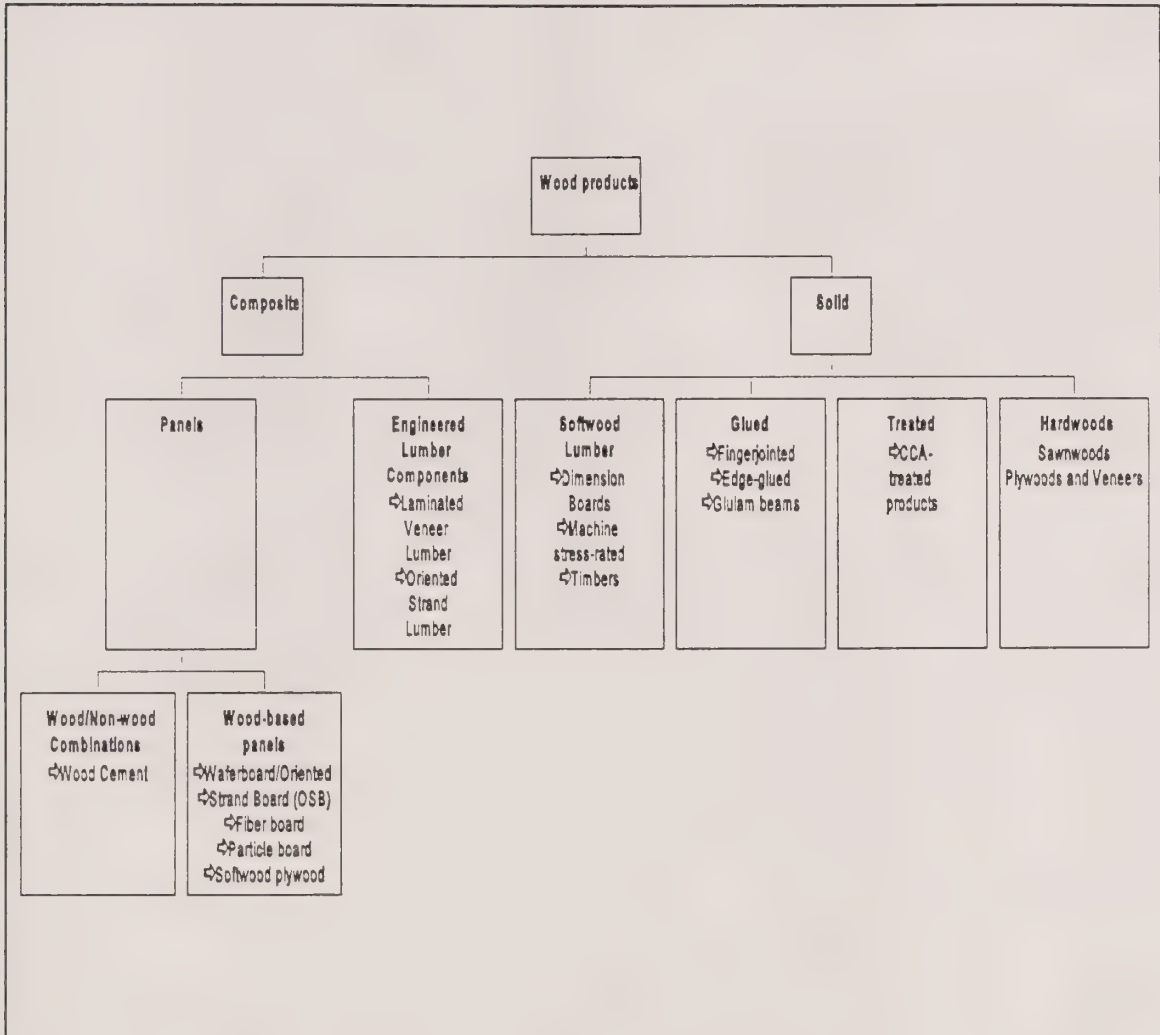 Wood products
Composite
Solid
Panels
Engineered
Lumber
Components
⇨Laminated
Veneer
Lumber
⇨Oriented
Strand
Lumber
Softwood
Lumber
⇨Dimension
Boards
⇨Machine
stress-rated
⇨Timbers
Glued
⇨Fingerjointed
⇨Edge-glued
⇨Glulam beams
Treated
⇨CCA-
treated
products
Hardwoods
Sawnwoods
Plywoods and Veneers
Wood/Non-wood
Combinations
⇨Wood Cement
Wood-based
panels
⇨Waferboard/Oriented
⇨Strand Board (OSB)
⇨Fiber board
⇨Particle board
⇨Softwood plywood